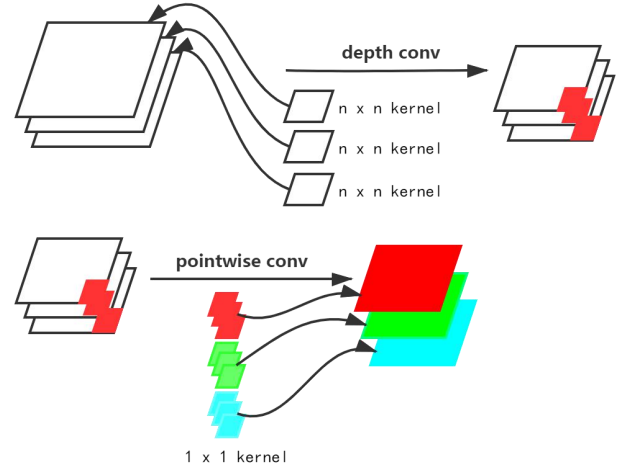 depth conv
n x n kernel
n x n kernel
n x n kernel
pointwise conv
1 x 1 kernel